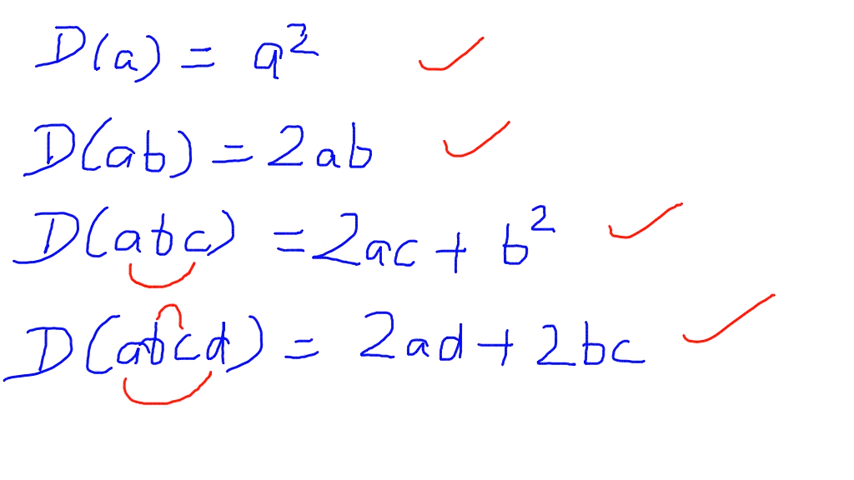 D(a) = a²
D(ab) = 2ab
D(abc) = 2ac + b²
D(abcd) = 2ad + 2bc